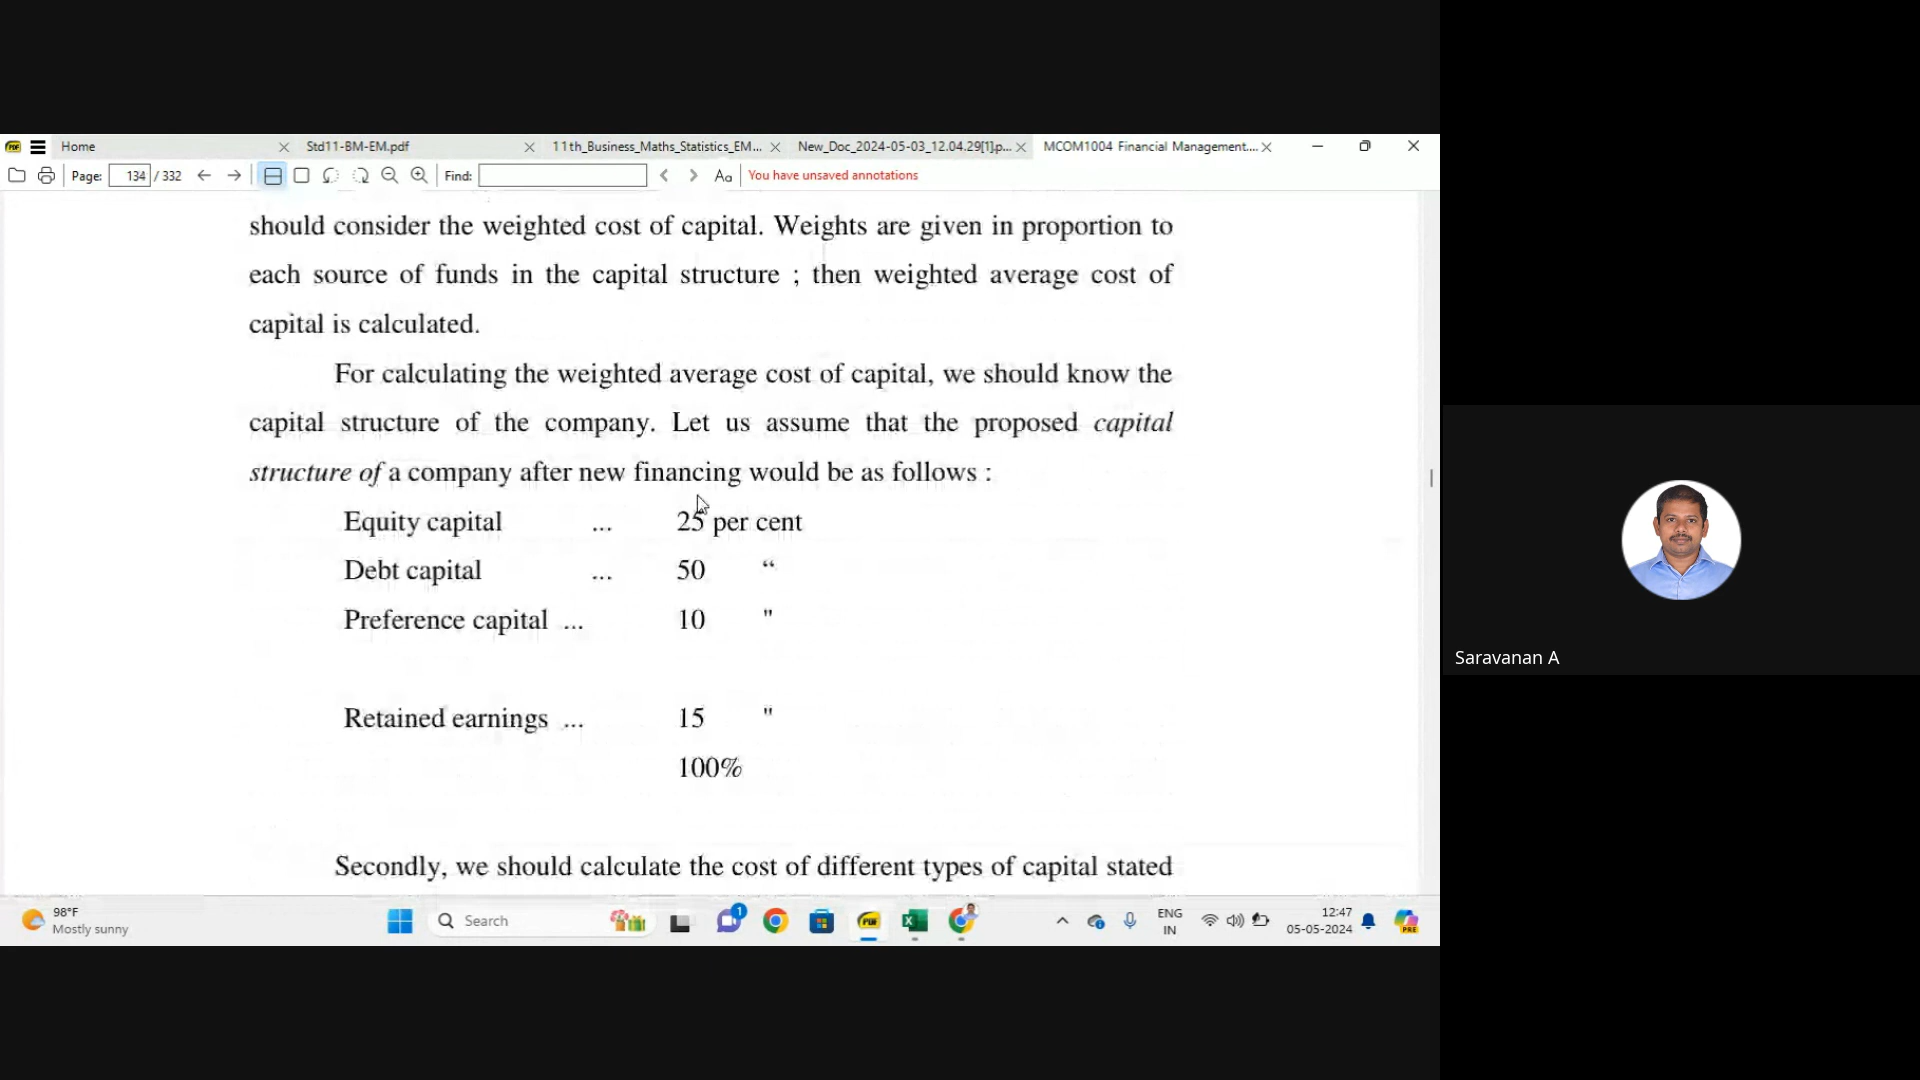 Home
Std11-BM-EM.pdf
11th_Business_Maths_Statistics_EM...
New_Doc_2024-05-03_12.04.29[1].p...
MCOM1004 Financial Management....
Page: 134 / 332
Find:
Aa
You have unsaved annotations
should consider the weighted cost of capital. Weights are given in proportion to
each source of funds in the capital structure ; then weighted average cost of
capital is calculated.
For calculating the weighted average cost of capital, we should know the
capital structure of the company. Let us assume that the proposed capital
structure of a company after new financing would be as follows :
Equity capital ... 25 per cent
Debt capital ... 50 “
Preference capital ... 10 "
Retained earnings ... 15 "
100%
Secondly, we should calculate the cost of different types of capital stated
98°F
Mostly sunny
Search
1
PDF
ENG
IN
12:47
05-05-2024
PRE
Saravanan A